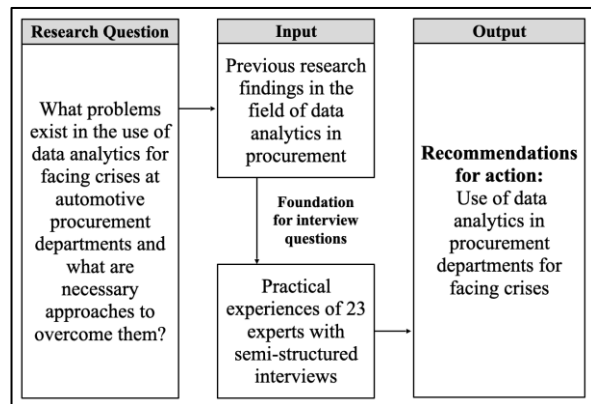 Research Question
What problems
exist in the use of
data analytics for
facing crises at
automotive
procurement
departments and
what are
necessary
approaches to
overcome them?
Input
Previous research
findings in the
field of data
analytics in
procurement
Foundation
for interview
questions
Practical
experiences of 23
experts with
semi-structured
interviews
Output
Recommendations
for action:
Use of data
analytics in
procurement
departments for
facing crises